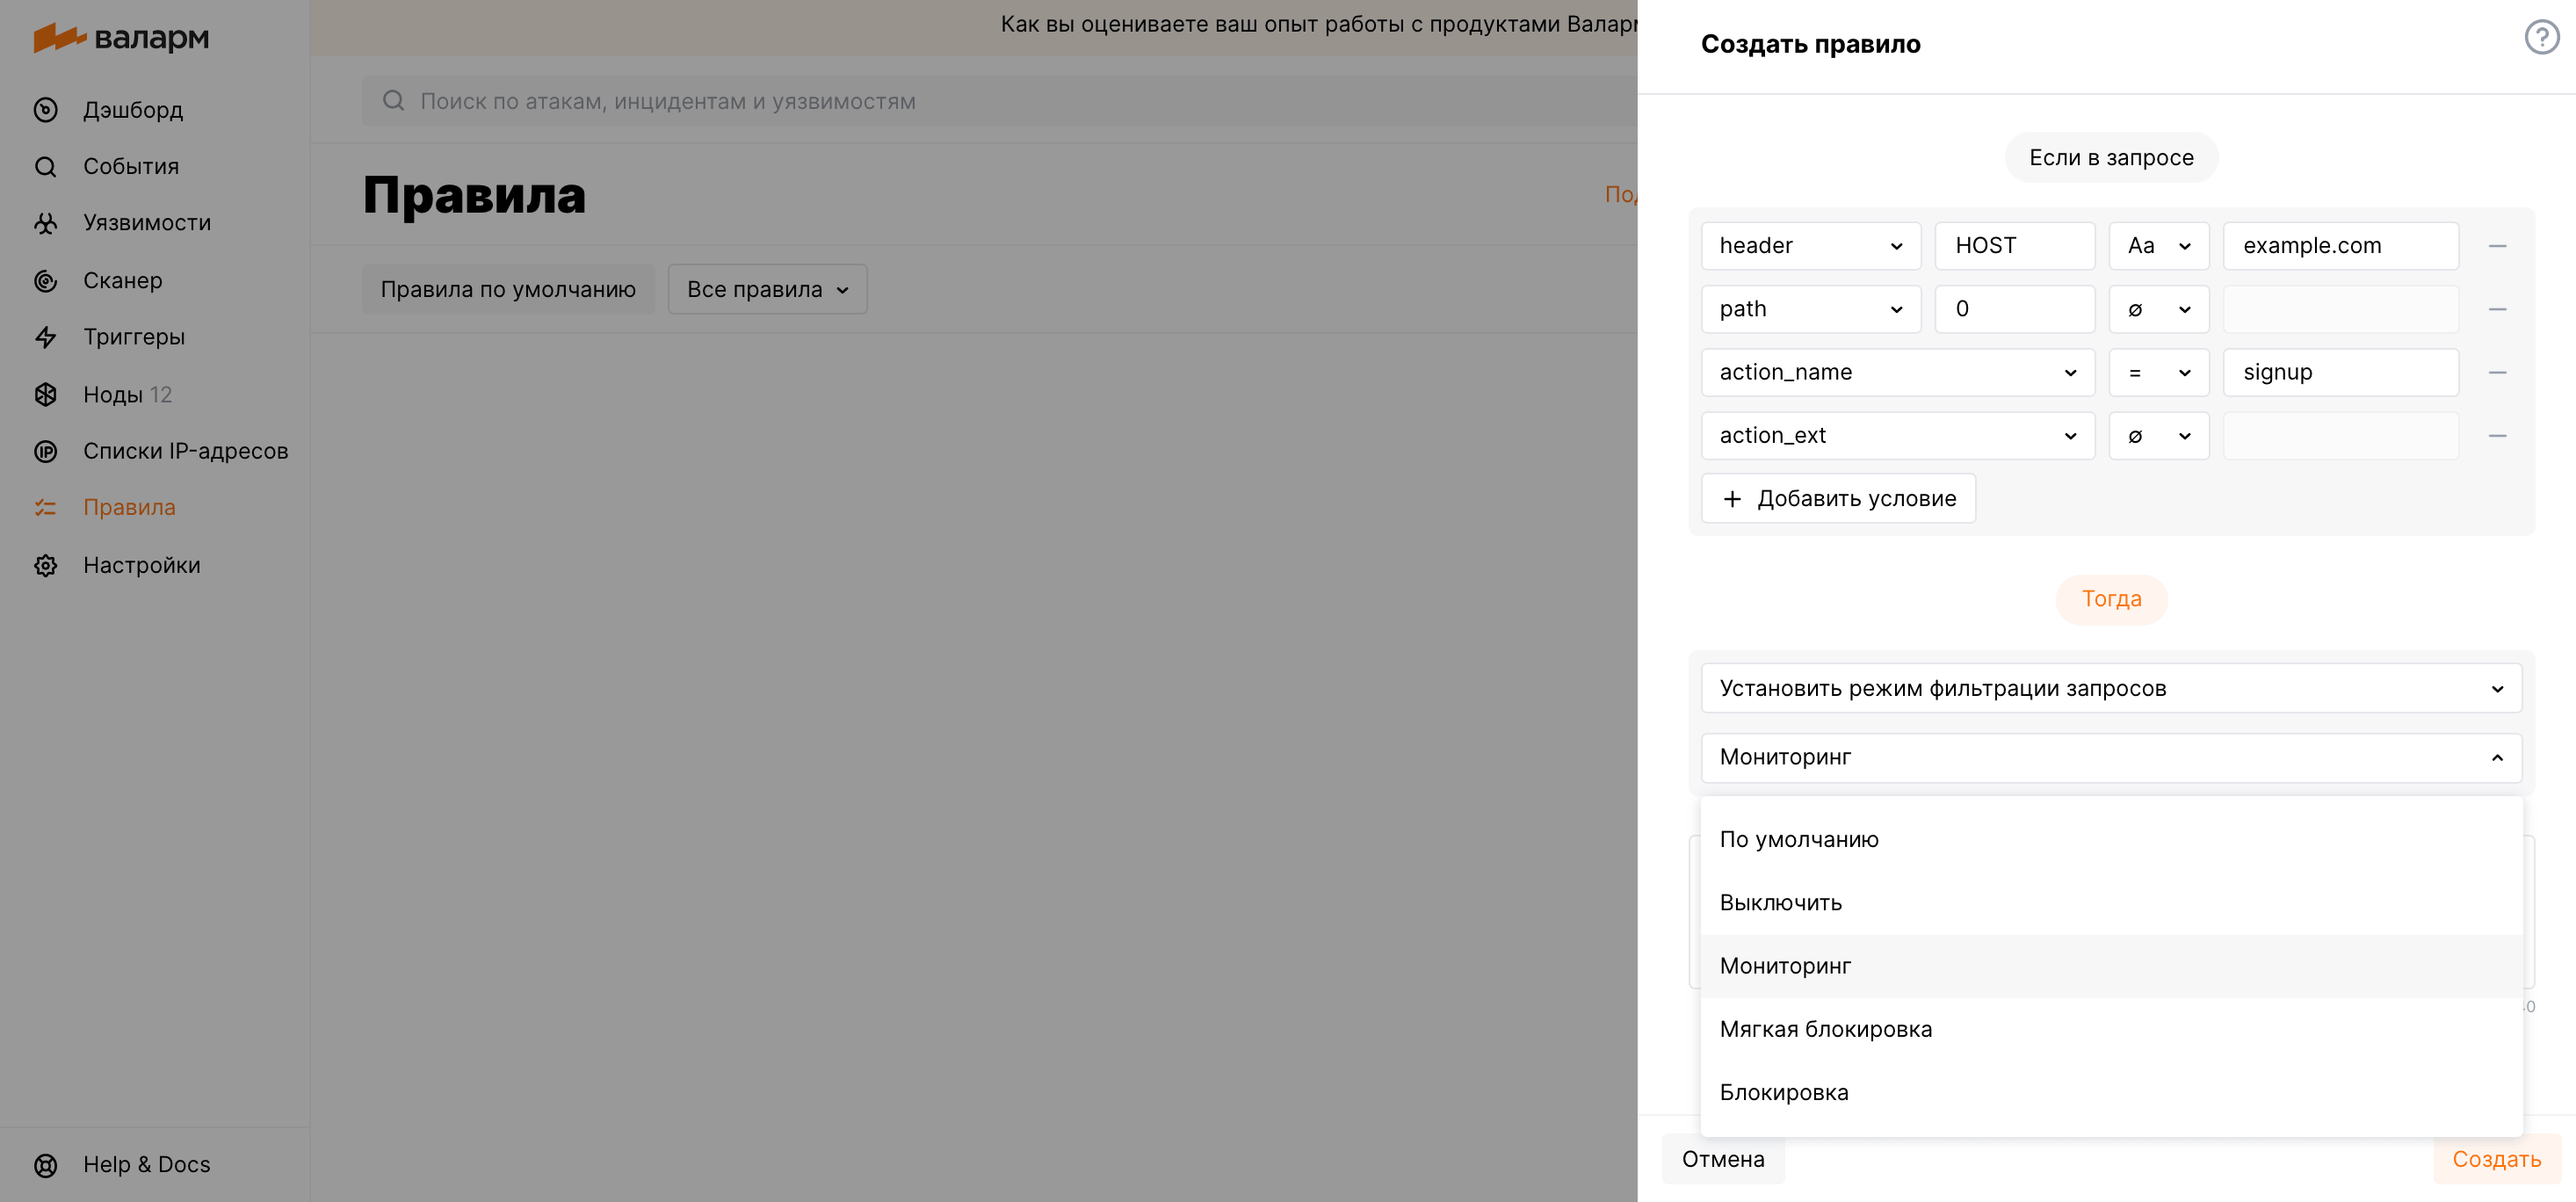 валарм
Дэшборд
События
Уязвимости
Сканер
Триггеры
Ноды 12
Списки IP-адресов
Правила
Настройки
Help & Docs
Как вы оцениваете ваш опыт работы с продуктами Валарм
Поиск по атакам, инцидентам и уязвимостям
Правила
Правила по умолчанию
Все правила
Создать правило
Если в запросе
header HOST Aa example.com
path 0 ∅
action_name = signup
action_ext ∅
+ Добавить условие
Тогда
Установить режим фильтрации запросов
Мониторинг
По умолчанию
Выключить
Мониторинг
Мягкая блокировка
Блокировка
Отмена
Создать